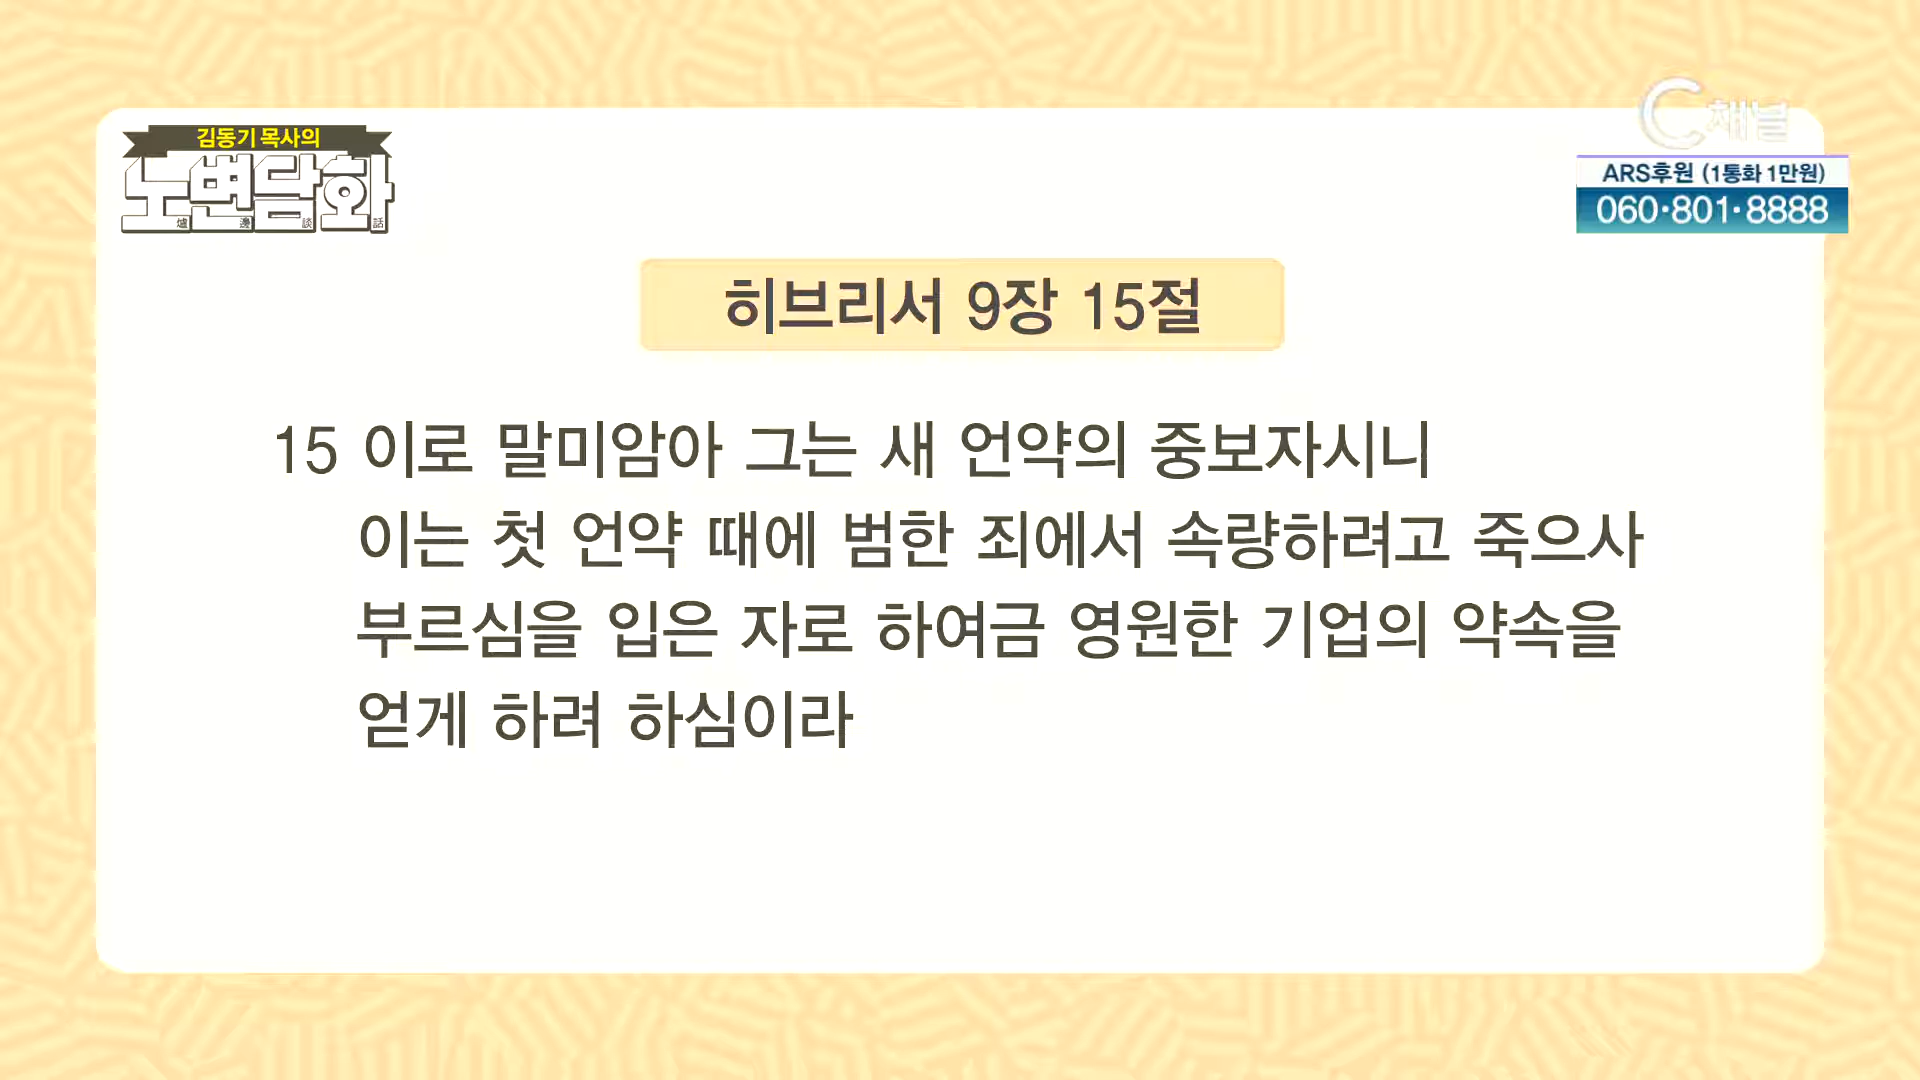 김동기 목사의
노변담화
爐邊談話
C채널
ARS후원 (1통화 1만원)
060·801·8888
히브리서 9장 15절
15 이로 말미암아 그는 새 언약의 중보자시니
이는 첫 언약 때에 범한 죄에서 속량하려고 죽으사
부르심을 입은 자로 하여금 영원한 기업의 약속을
얻게 하려 하심이라